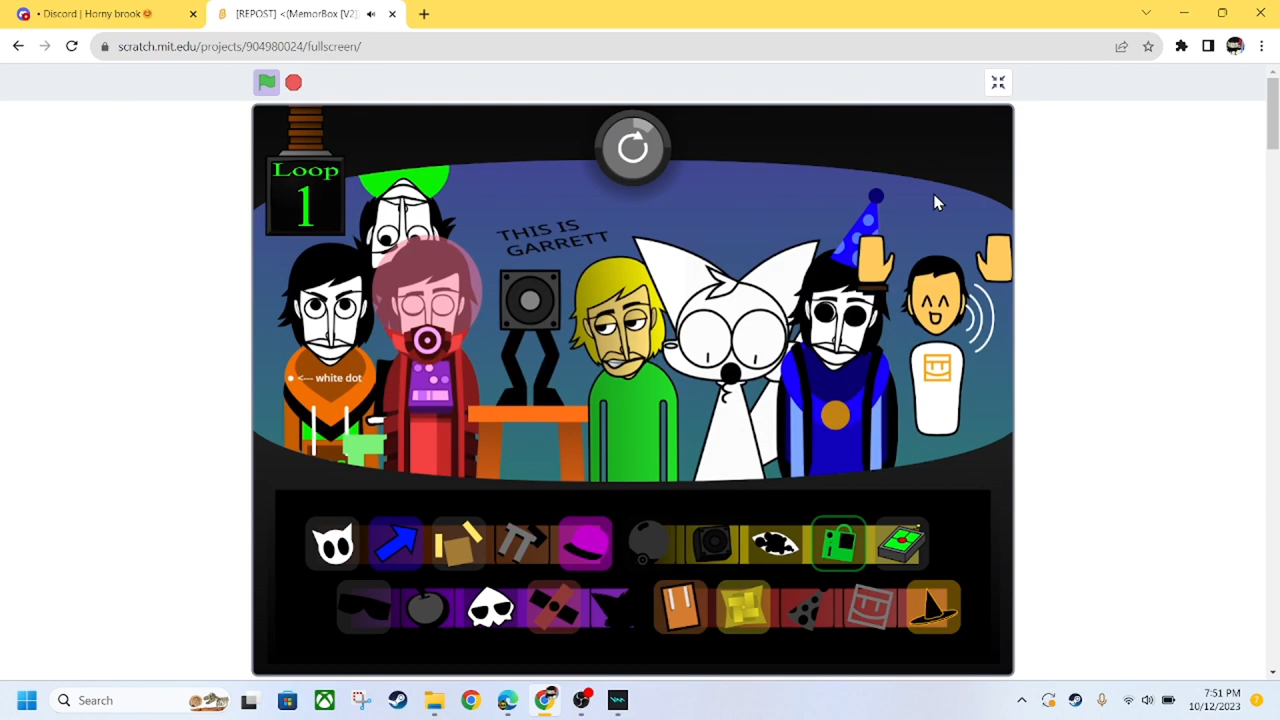 Discord | Horny brook
[REPOST] <{MemorBox [V2]
scratch.mit.edu/projects/904980024/fullscreen/
Loop
1
THIS IS
GARRETT
<--- white dot
Search
7:51 PM
10/12/2023